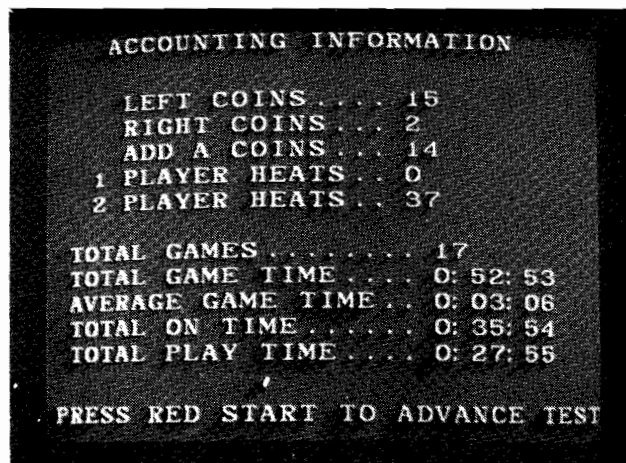 ACCOUNTING INFORMATION
LEFT COINS.... 15
RIGHT COINS... 2
ADD A COINS... 14
1 PLAYER HEATS.. 0
2 PLAYER HEATS.. 37
TOTAL GAMES........ 17
TOTAL GAME TIME.... 0:52:53
AVERAGE GAME TIME.. 0:03:06
TOTAL ON TIME...... 0:35:54
TOTAL PLAY TIME.... 0:27:55
PRESS RED START TO ADVANCE TEST